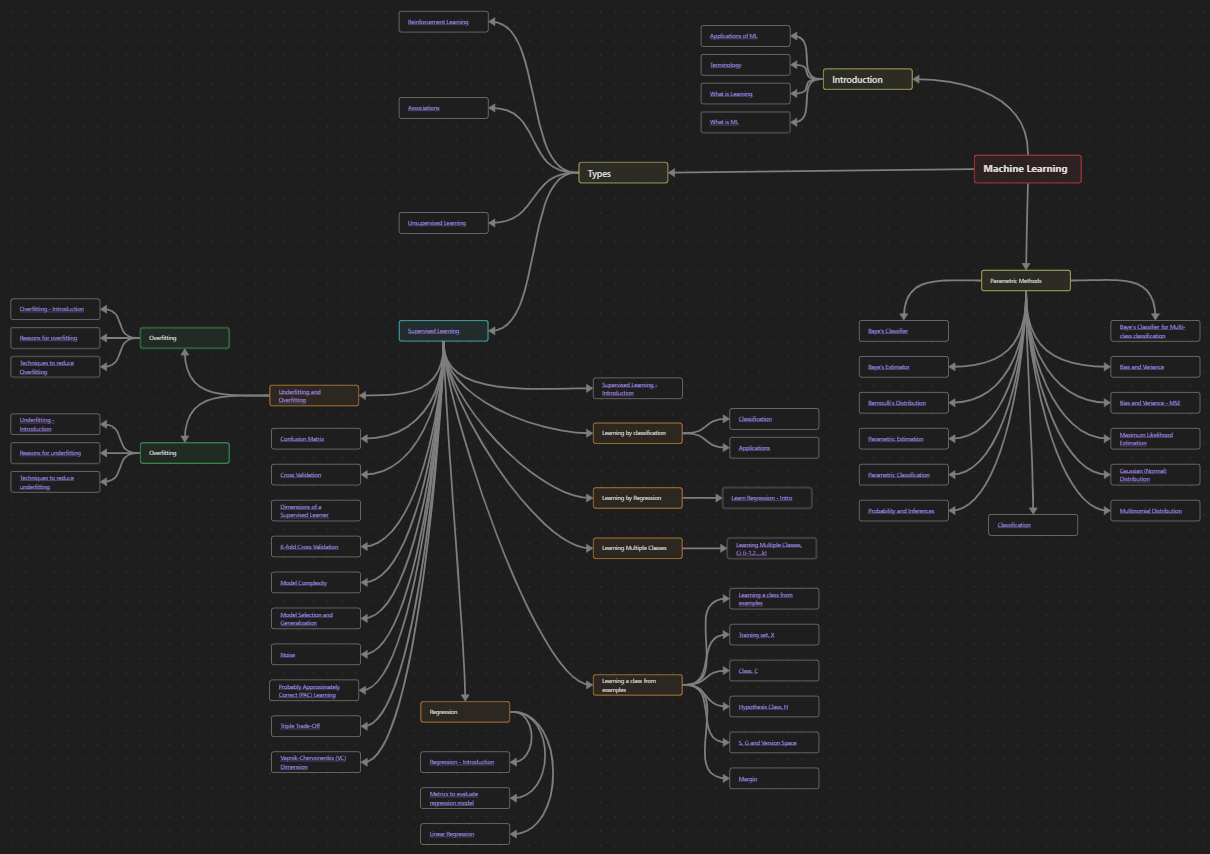 Reinforcement Learning
Associations
Unsupervised Learning
Applications of ML
Terminology
What is Learning
What is ML
Introduction
Types
Machine Learning
Parametric Methods
Baye's Classifier
Baye's Estimator
Bernoulli's Distribution
Parametric Estimation
Parametric Classification
Probability and Inferences
Classification
Baye's Classifier for Multi-
class classification
Bias and Variance
Bias and Variance - MSE
Maximum Likelihood
Estimation
Gaussian (Normal)
Distribution
Multinomial Distribution
Supervised Learning
Overfitting - Introduction
Reasons for overfitting
Techniques to reduce
Overfitting
Overfitting
Underfitting -
Introduction
Reasons for underfitting
Techniques to reduce
underfitting
Overfitting
Underfitting and
Overfitting
Confusion Matrix
Cross Validation
Dimensions of a
Supervised Learner
K-fold Cross Validation
Model Complexity
Model Selection and
Generalization
Noise
Probably Approximately
Correct (PAC) Learning
Triple Trade-Off
Vapnik-Chervonenkis (VC)
Dimension
Regression
Regression - Introduction
Metrics to evaluate
regression model
Linear Regression
Supervised Learning -
Introduction
Learning by classification
Classification
Applications
Learning by Regression
Learn Regression - Intro
Learning Multiple Classes
Learning Multiple Classes,
Ci (i=1,2,...,k)
Learning a class from
examples
Learning a class from
examples
Training set, X
Class, C
Hypothesis Class, H
S, G and Version Space
Margin